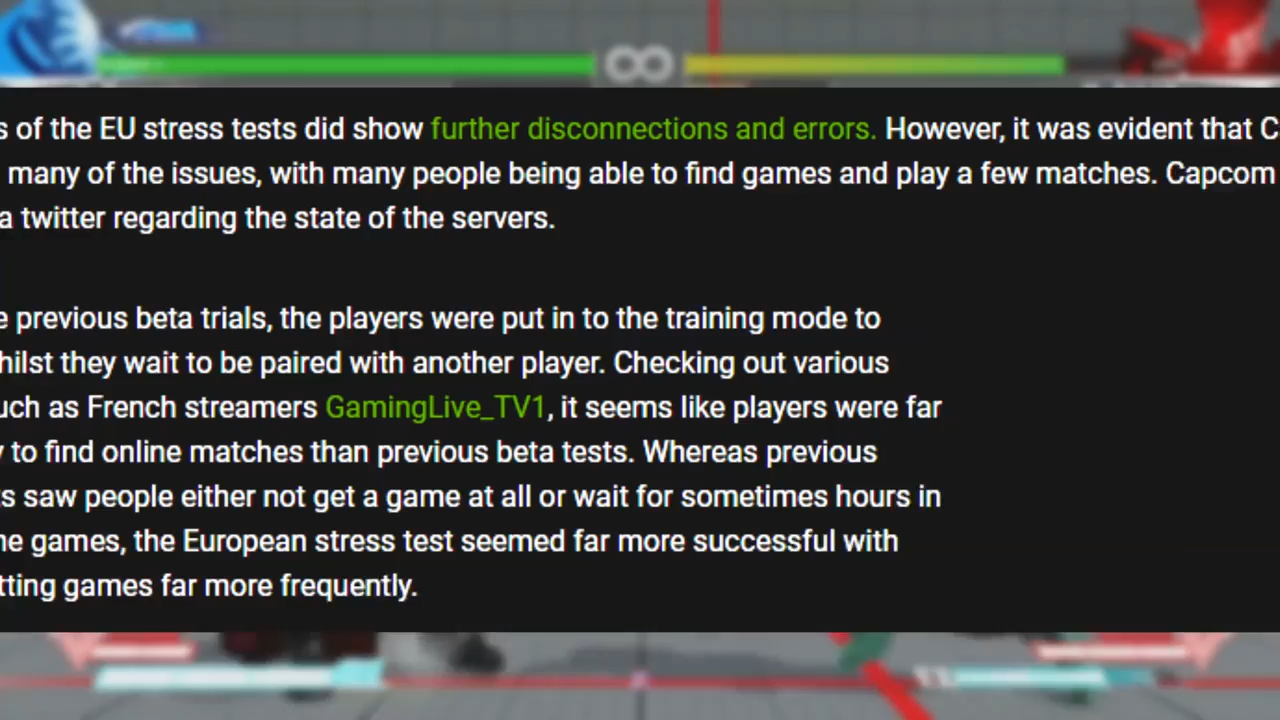 s of the EU stress tests did show further disconnections and errors. However, it was evident that C
many of the issues, with many people being able to find games and play a few matches. Capcom
a twitter regarding the state of the servers.
e previous beta trials, the players were put in to the training mode to
hilst they wait to be paired with another player. Checking out various
uch as French streamers GamingLive_TV1, it seems like players were far
y to find online matches than previous beta tests. Whereas previous
ts saw people either not get a game at all or wait for sometimes hours in
ne games, the European stress test seemed far more successful with
tting games far more frequently.